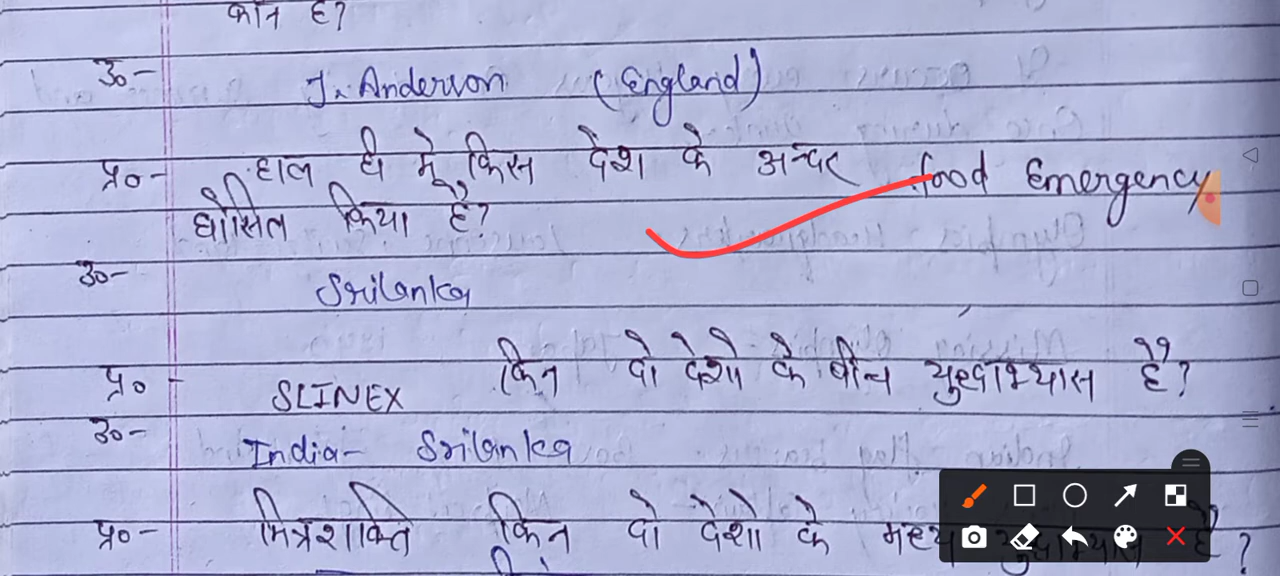 कौन है?
उ०- J. Anderson (England)
प्र०- हाल ही मे किस देश के अन्दर food Emergency
घोसित किया है?
उ०- Srilanka
प्र०- SLINEX किन दो देशो के बीच युद्धाभ्यास है?
उ०- India- Srilanka
प्र०- मित्रशक्ति किन दो देशो के मध्य युद्धाभ्यास है?